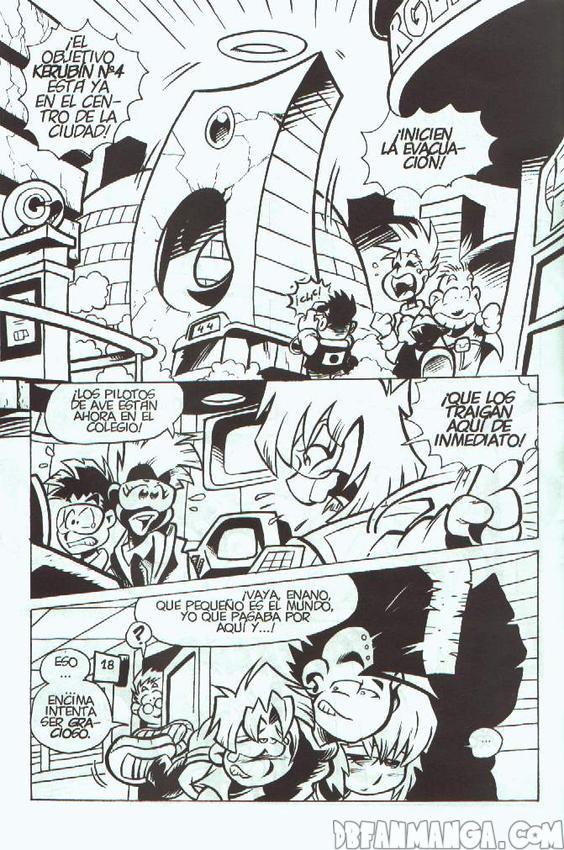 ¡EL
OBJETIVO
KERUBÍN Nº4
ESTÁ YA
EN EL CEN-
TRO DE LA
CIUDAD!
¡INICIEN
LA EVACUA-
CIÓN!
¡CLIC!
44
¡LOS PILOTOS
DE AVE ESTÁN
AHORA EN EL
COLEGIO!
¡QUE LOS
TRAIGAN
AQUÍ DE
INMEDIATO!
¡VAYA, ENANO,
QUE PEQUEÑO ES EL MUNDO,
YO QUE PASABA POR
AQUÍ Y...!
?
ESO
...
18
ENCIMA
INTENTA
SER GRA-
CIOSO.
...
DBFANMANGA.COM